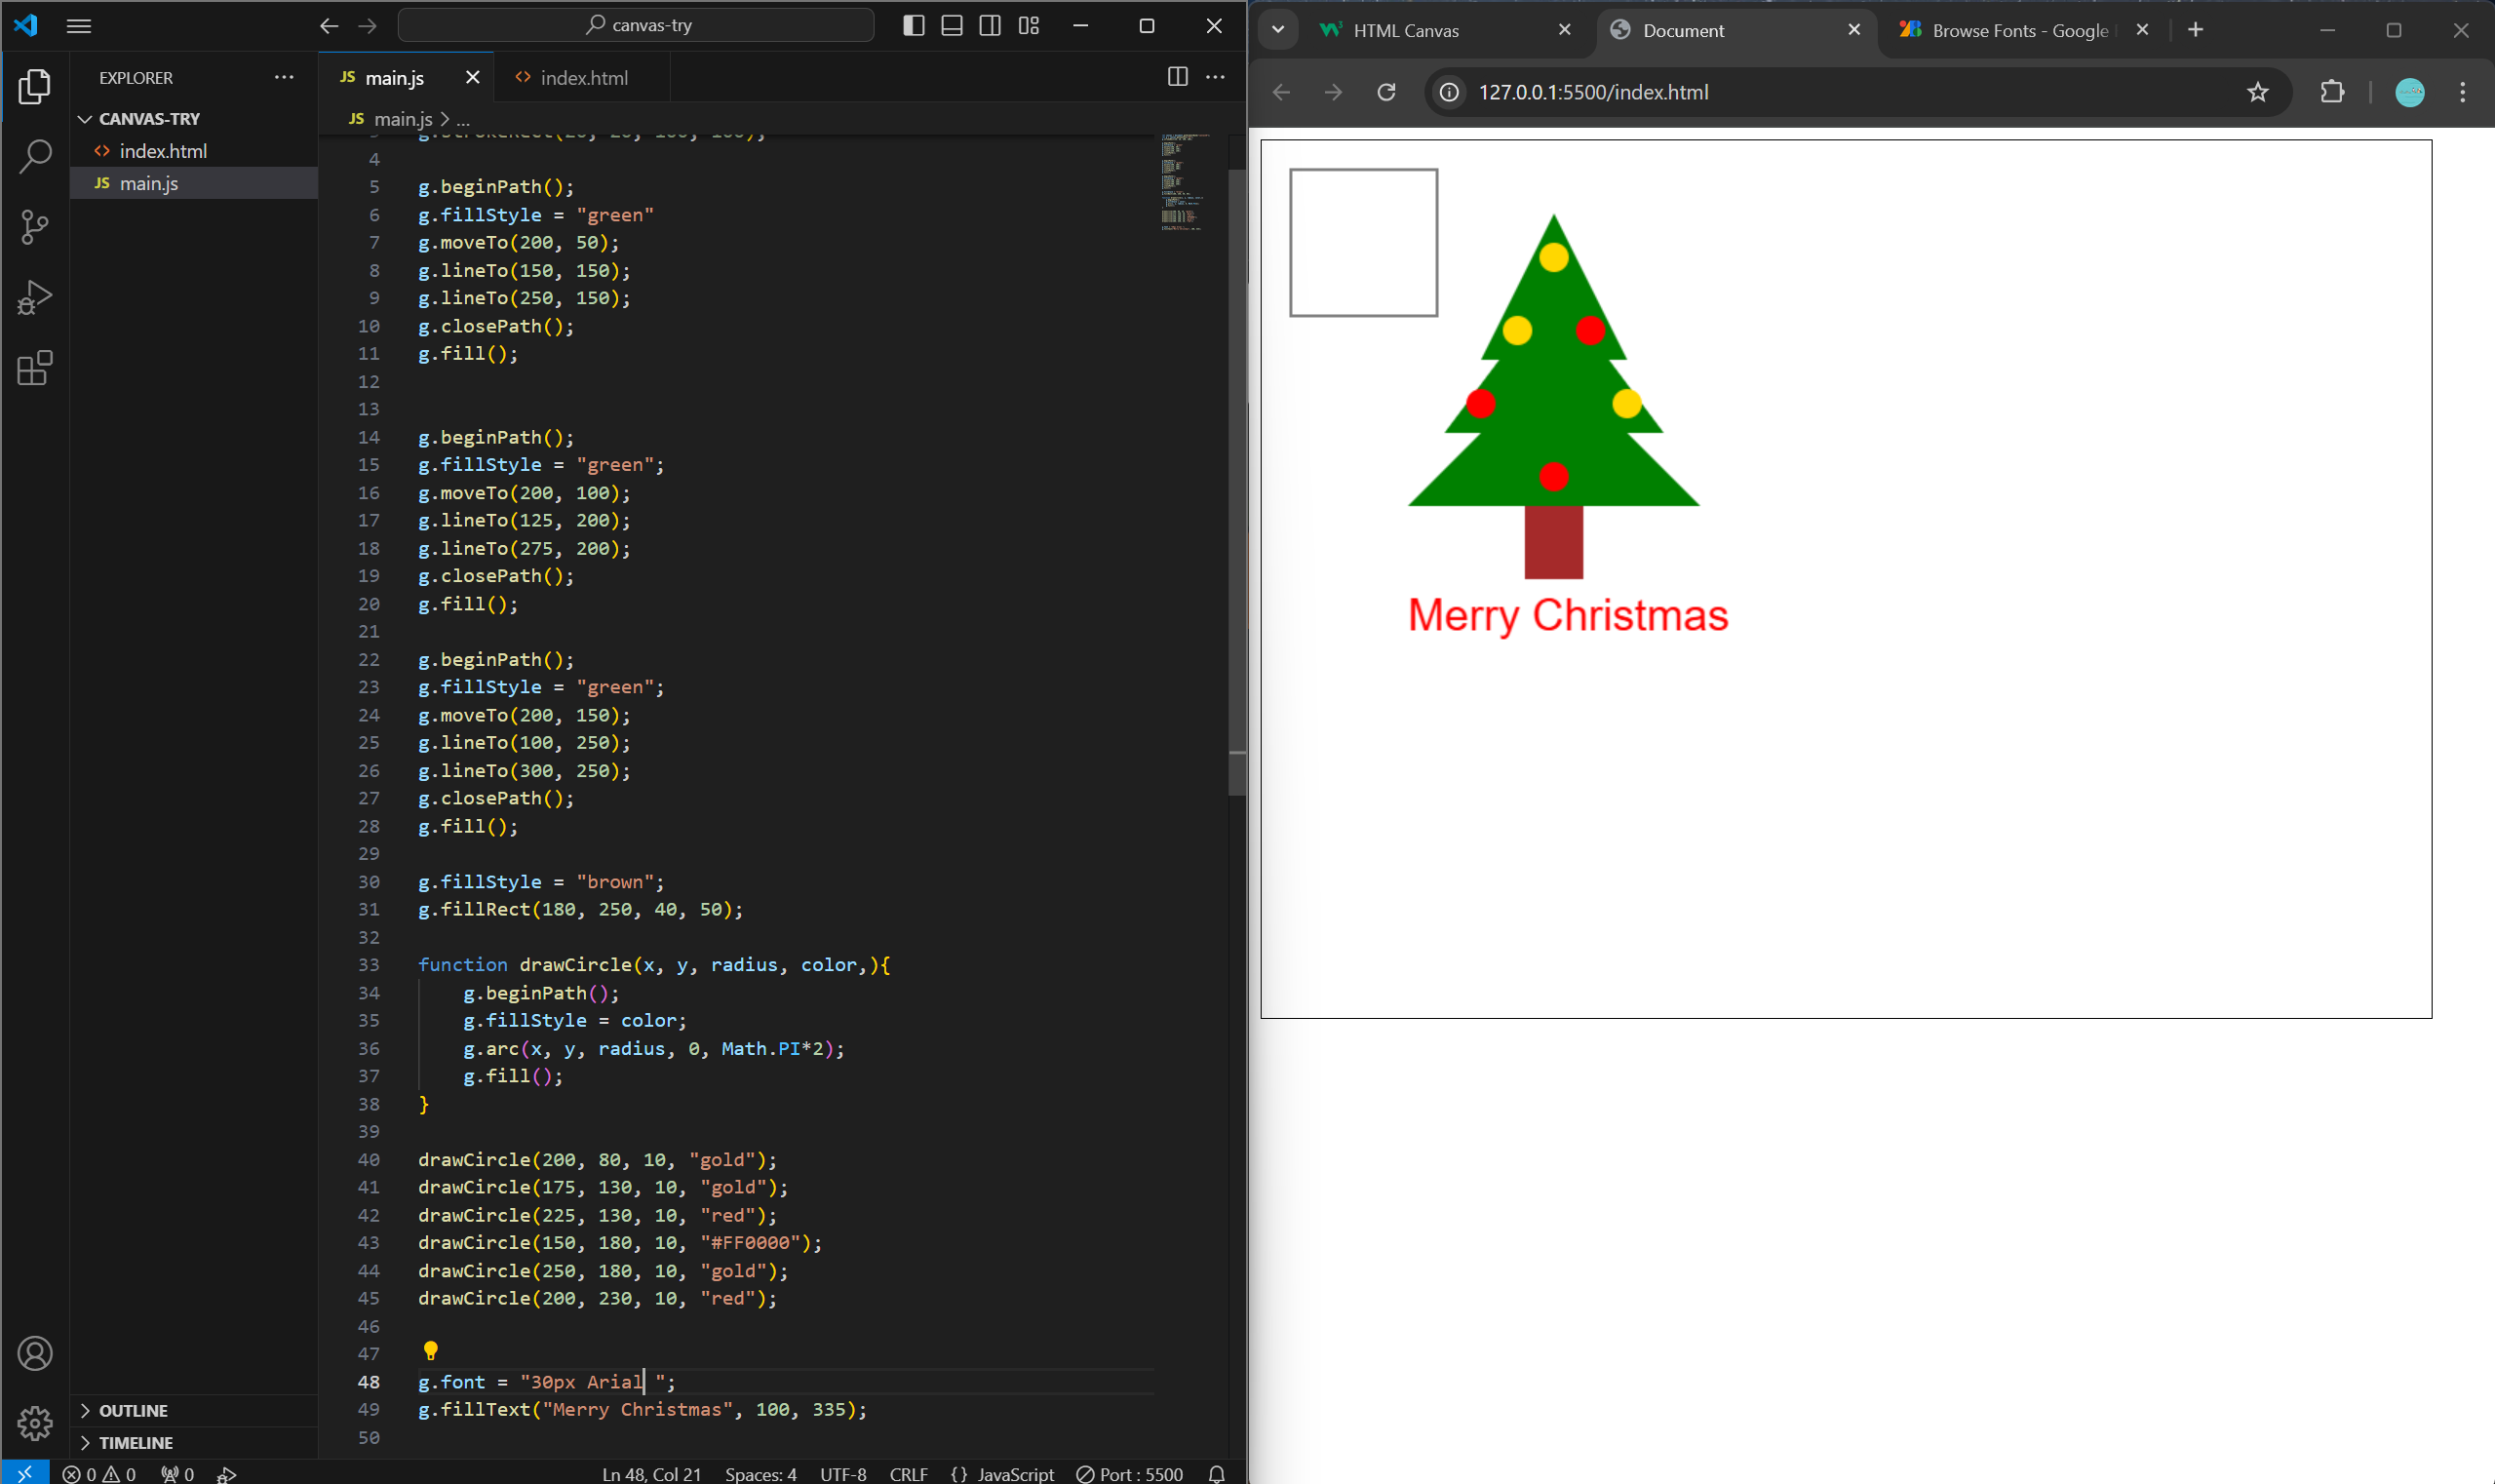 canvas-try
EXPLORER
CANVAS-TRY
index.html
JS main.js
JS main.js
index.html
JS main.js > ...
4
5 g.beginPath();
6 g.fillStyle = "green"
7 g.moveTo(200, 50);
8 g.lineTo(150, 150);
9 g.lineTo(250, 150);
10 g.closePath();
11 g.fill();
12
13
14 g.beginPath();
15 g.fillStyle = "green";
16 g.moveTo(200, 100);
17 g.lineTo(125, 200);
18 g.lineTo(275, 200);
19 g.closePath();
20 g.fill();
21
22 g.beginPath();
23 g.fillStyle = "green";
24 g.moveTo(200, 150);
25 g.lineTo(100, 250);
26 g.lineTo(300, 250);
27 g.closePath();
28 g.fill();
29
30 g.fillStyle = "brown";
31 g.fillRect(180, 250, 40, 50);
32
33 function drawCircle(x, y, radius, color,){
34 g.beginPath();
35 g.fillStyle = color;
36 g.arc(x, y, radius, 0, Math.PI*2);
37 g.fill();
38 }
39
40 drawCircle(200, 80, 10, "gold");
41 drawCircle(175, 130, 10, "gold");
42 drawCircle(225, 130, 10, "red");
43 drawCircle(150, 180, 10, "#FF0000");
44 drawCircle(250, 180, 10, "gold");
45 drawCircle(200, 230, 10, "red");
46
47
48 g.font = "30px Arial ";
49 g.fillText("Merry Christmas", 100, 335);
50
OUTLINE
TIMELINE
0 0 0 Ln 48, Col 21 Spaces: 4 UTF-8 CRLF {} JavaScript Port : 5500
HTML Canvas
Document
Browse Fonts - Google
127.0.0.1:5500/index.html
Merry Christmas